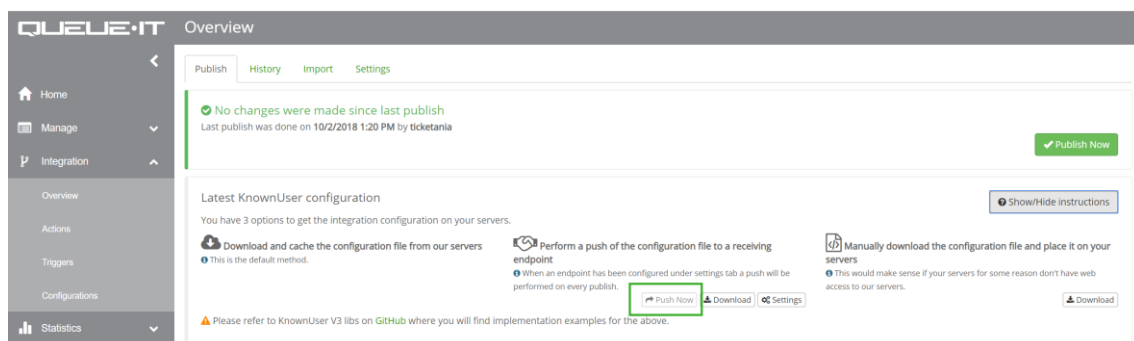 QUEUE·IT
Overview
Publish History Import Settings
Home
Manage
Integration
Overview
Actions
Triggers
Configurations
Statistics
No changes were made since last publish
Last publish was done on 10/2/2018 1:20 PM by ticketania
Publish Now
Latest KnownUser configuration
Show/Hide instructions
You have 3 options to get the integration configuration on your servers.
Download and cache the configuration file from our servers
This is the default method.
Perform a push of the configuration file to a receiving
endpoint
When an endpoint has been configured under settings tab a push will be
performed on every publish.
Push Now Download Settings
Manually download the configuration file and place it on your
servers
This would make sense if your servers for some reason don't have web
access to our servers.
Download
Please refer to KnownUser V3 libs on GitHub where you will find implementation examples for the above.